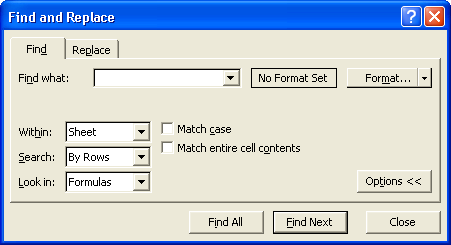 Find and Replace
Find Replace
Find what: No Format Set Format...
Within: Sheet Match case
Search: By Rows Match entire cell contents
Look in: Formulas
Options <<
Find All Find Next Close